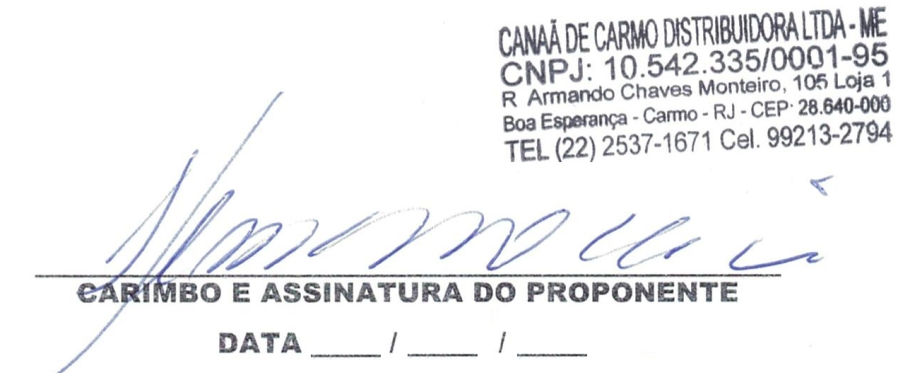 CANAÃ DE CARMO DISTRIBUIDORA LTDA - ME
CNPJ: 10.542.335/0001-95
R Armando Chaves Monteiro, 105 Loja 1
Boa Esperança - Carmo - RJ - CEP: 28.640-000
TEL (22) 2537-1671 Cel. 99213-2794
CARIMBO E ASSINATURA DO PROPONENTE
DATA ____ / ____ / ____